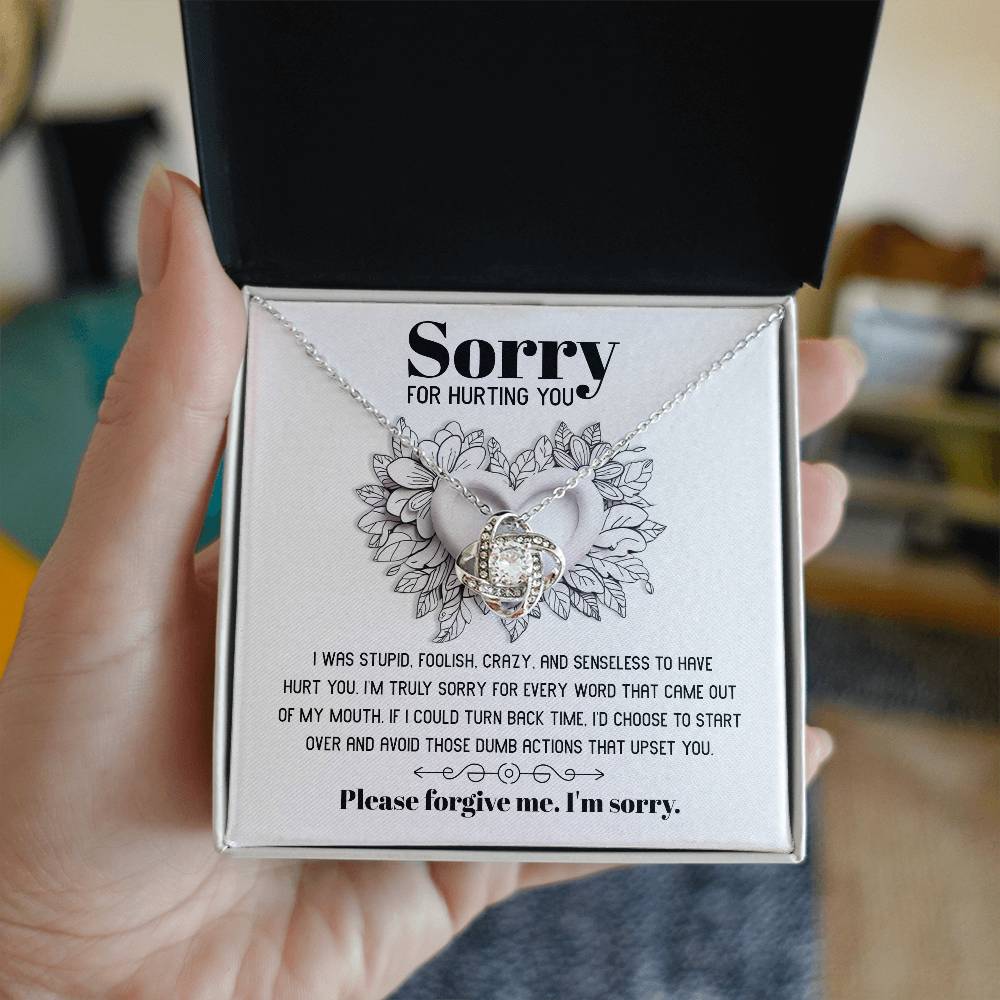 Sorry
FOR HURTING YOU
I WAS STUPID, FOOLISH, CRAZY, AND SENSELESS TO HAVE
HURT YOU. I'M TRULY SORRY FOR EVERY WORD THAT CAME OUT
OF MY MOUTH. IF I COULD TURN BACK TIME, I'D CHOOSE TO START
OVER AND AVOID THOSE DUMB ACTIONS THAT UPSET YOU.
Please forgive me. I'm sorry.